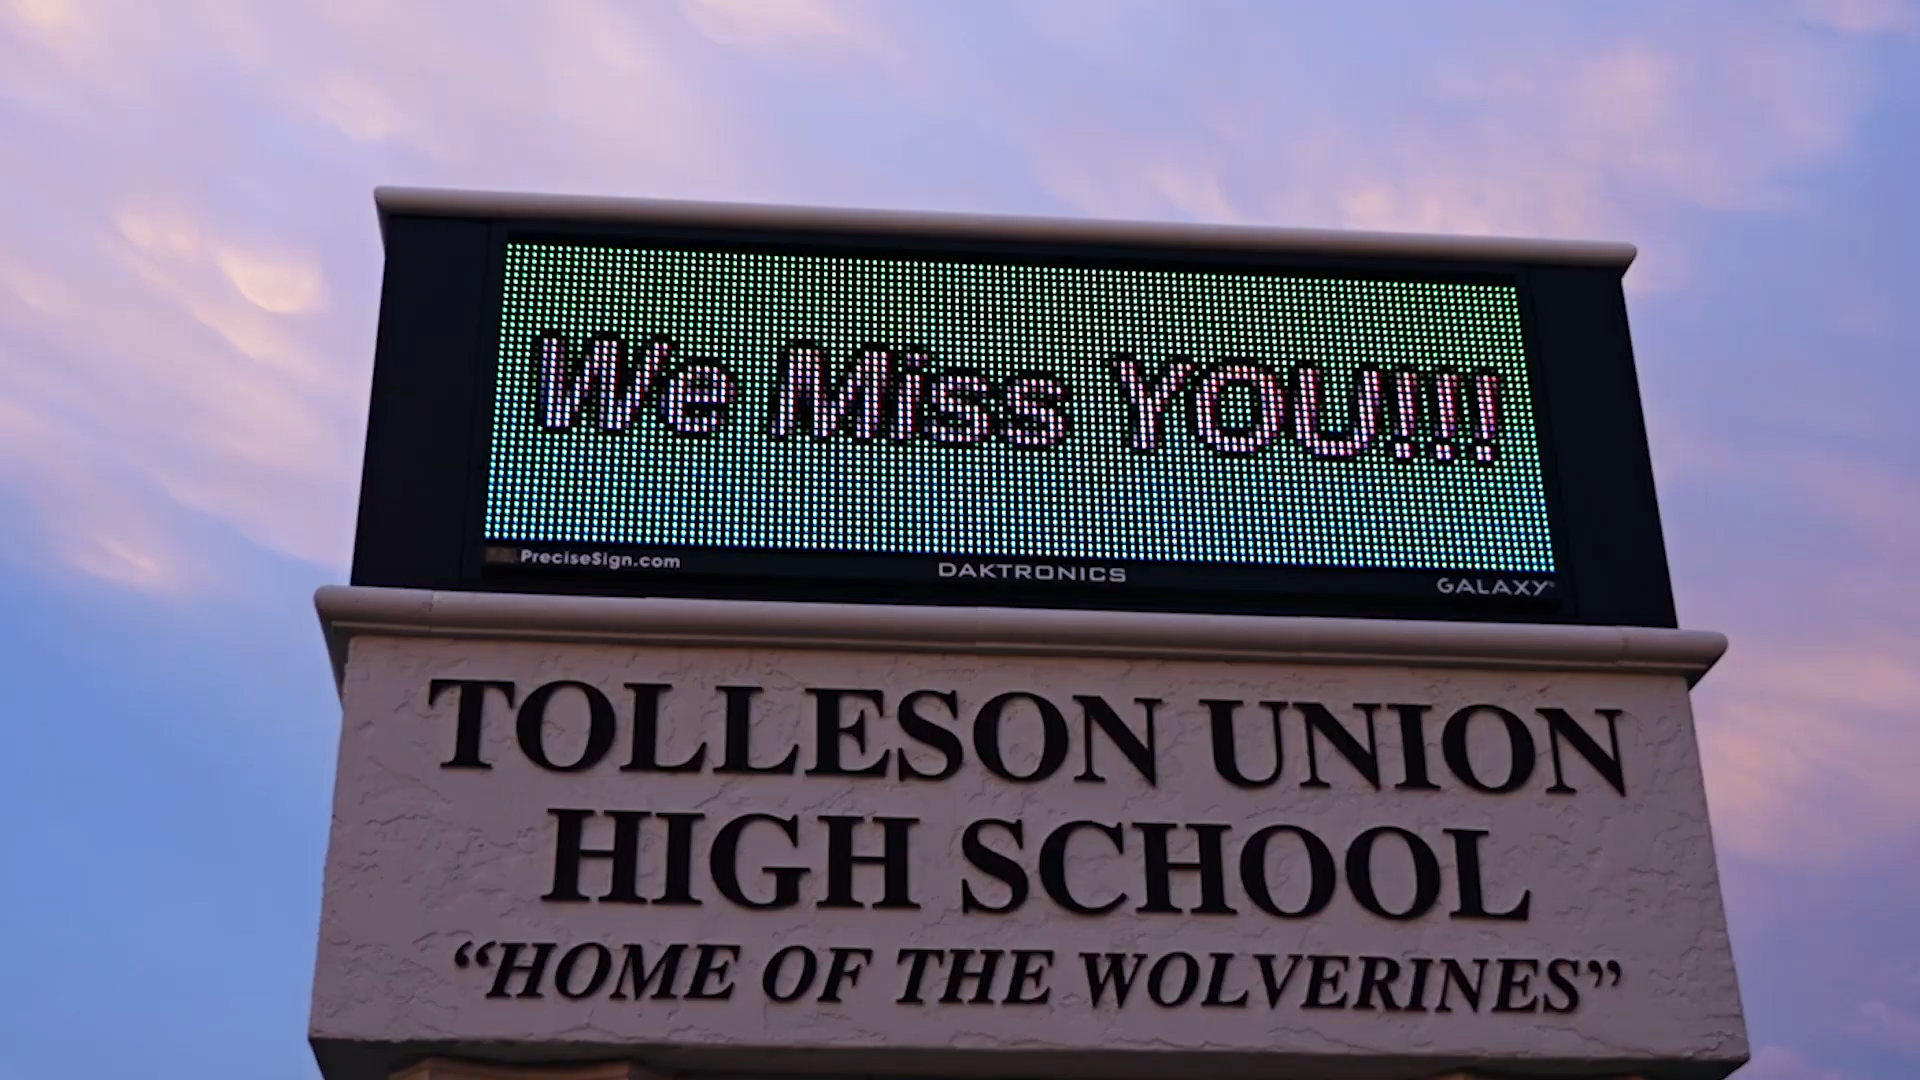 We Miss YOU!!!
PreciseSign.com
DAKTRONICS
GALAXY®
TOLLESON UNION
HIGH SCHOOL
“HOME OF THE WOLVERINES”